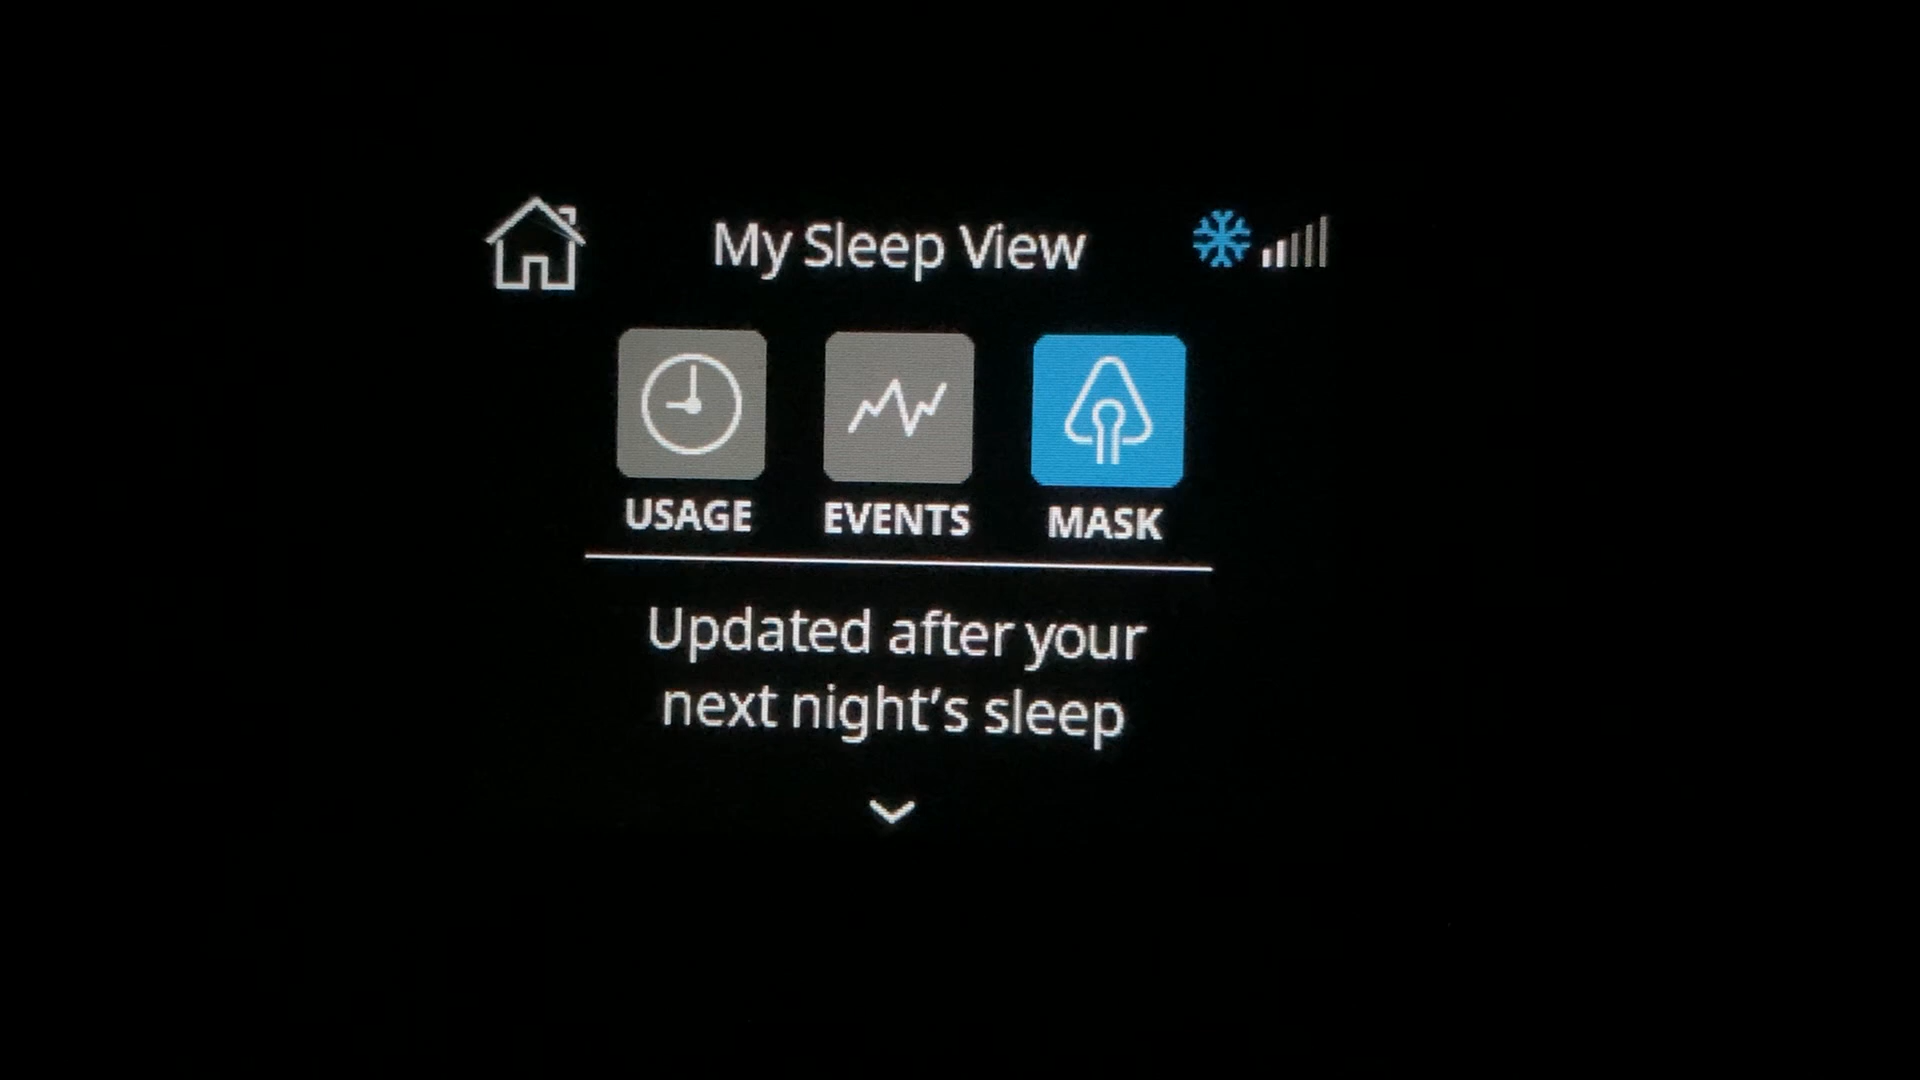 My Sleep View
USAGE EVENTS MASK
Updated after your
next night's sleep